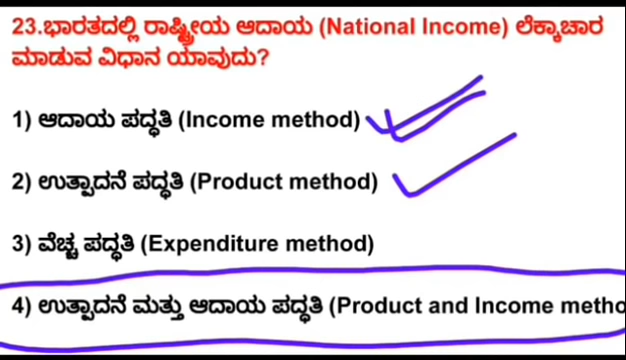 23.ಭಾರತದಲ್ಲಿ ರಾಷ್ಟ್ರೀಯ ಆದಾಯ (National Income) ಲೆಕ್ಕಾಚಾರ
ಮಾಡುವ ವಿಧಾನ ಯಾವುದು?
1) ಆದಾಯ ಪದ್ಧತಿ (Income method)
2) ಉತ್ಪಾದನೆ ಪದ್ಧತಿ (Product method)
3) ವೆಚ್ಚ ಪದ್ಧತಿ (Expenditure method)
4) ಉತ್ಪಾದನೆ ಮತ್ತು ಆದಾಯ ಪದ್ಧತಿ (Product and Income metho